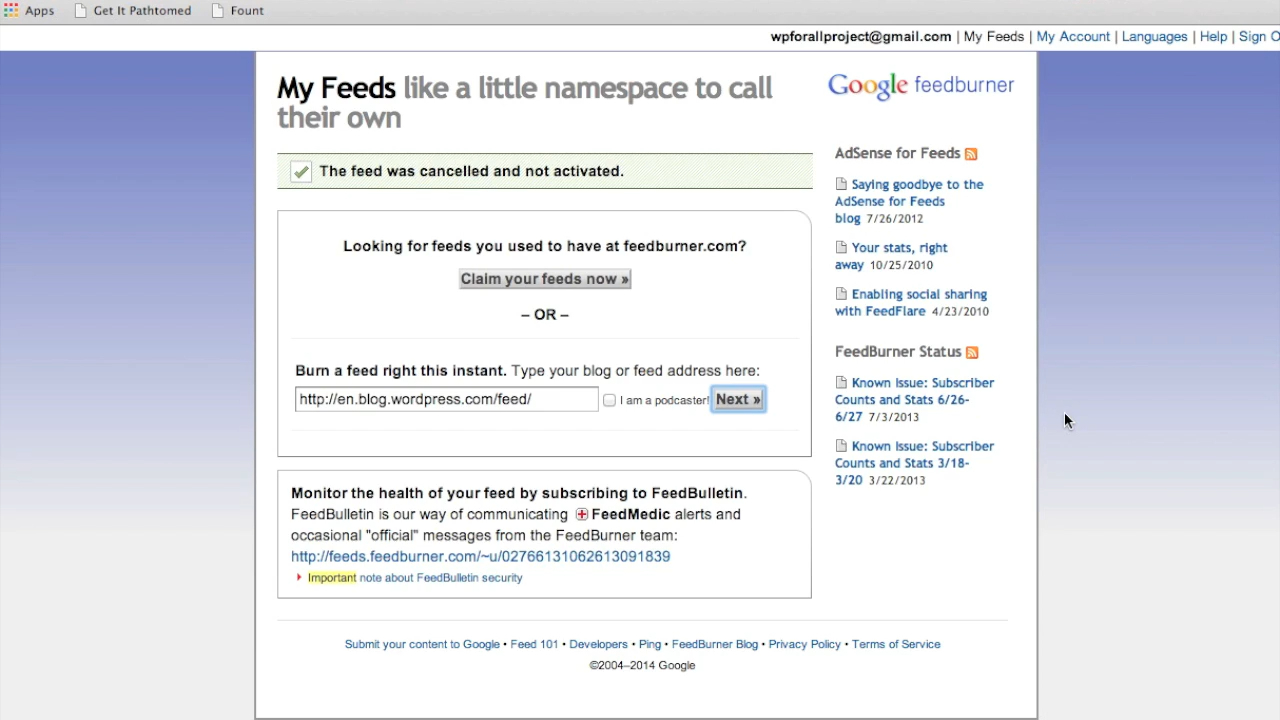 Apps Get It Pathtomed Fount
wpforallproject@gmail.com | My Feeds | My Account | Languages | Help | Sign O
My Feeds like a little namespace to call
their own
Google feedburner
The feed was cancelled and not activated.
Looking for feeds you used to have at feedburner.com?
Claim your feeds now »
– OR –
Burn a feed right this instant. Type your blog or feed address here:
http://en.blog.wordpress.com/feed/ I am a podcaster! Next »
Monitor the health of your feed by subscribing to FeedBulletin.
FeedBulletin is our way of communicating FeedMedic alerts and
occasional "official" messages from the FeedBurner team:
http://feeds.feedburner.com/~u/02766131062613091839
Important note about FeedBulletin security
AdSense for Feeds
Saying goodbye to the
AdSense for Feeds
blog 7/26/2012
Your stats, right
away 10/25/2010
Enabling social sharing
with FeedFlare 4/23/2010
FeedBurner Status
Known Issue: Subscriber
Counts and Stats 6/26-
6/27 7/3/2013
Known Issue: Subscriber
Counts and Stats 3/18-
3/20 3/22/2013
Submit your content to Google • Feed 101 • Developers • Ping • FeedBurner Blog • Privacy Policy • Terms of Service
©2004–2014 Google